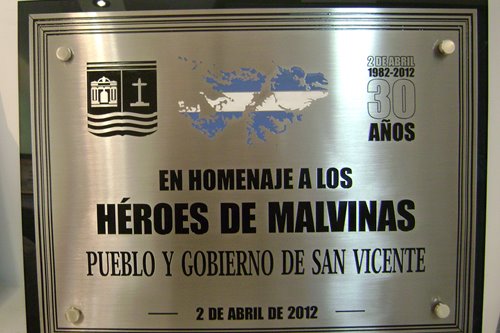 2 DE ABRIL
1982-2012
30
AÑOS
EN HOMENAJE A LOS
HÉROES DE MALVINAS
PUEBLO Y GOBIERNO DE SAN VICENTE
2 DE ABRIL DE 2012